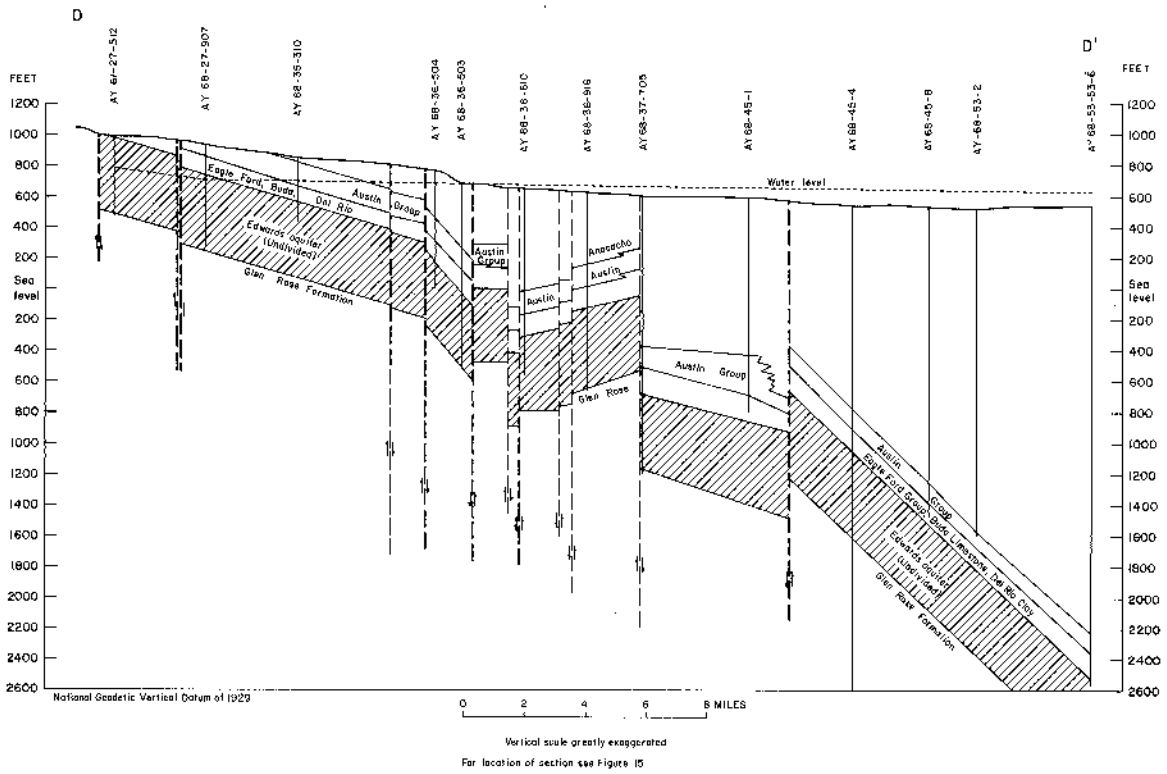 D
D'
FEET
FEET
AY 68-27-907
AY 68-35-310
AY 68-36-504
AY 68-36-503
AY 68-36-610
AY 68-36-916
AY 68-37-705
AY 68-45-1
AY 68-45-4
AY 68-45-8
AY-68-53-2
AY 68-53-53-6
1200
1000
800
600
400
200
Sea
level
200
400
600
800
1000
1200
1400
1600
1800
2000
2200
2400
2600
1200
1000
800
600
400
200
Sea
level
200
400
600
800
1000
1200
1400
1600
1800
2000
2200
2400
2600
Water level
Eagle Ford, Buda,
Del Rio
Austin Group
Edwards aquifer
(Undivided)
Glen Rose Formation
Austin
Group
Austin
Anacacho
Austin
Glen Rose
Austin Group
Austin Group
Eagle Ford Group, Buda Limestone, Del Rio Clay
Edwards aquifer
(Undivided)
Glen Rose Formation
National Geodetic Vertical Datum of 1929
0 2 4 6 8 MILES
Vertical scale greatly exaggerated
For location of section see Figure 15